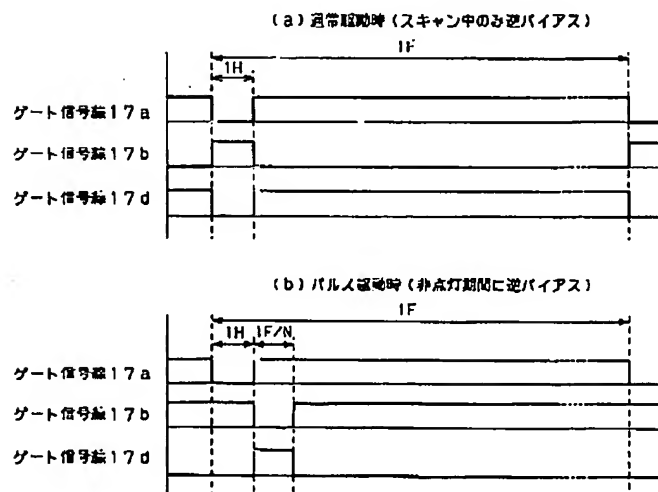 (a) 通常駆動時 (スキャン中のみ逆バイアス)
1F
1H
ゲート信号線17a
ゲート信号線17b
ゲート信号線17d
(b) パルス駆動時 (非点灯期間に逆バイアス)
1F
1H 1F/N
ゲート信号線17a
ゲート信号線17b
ゲート信号線17d